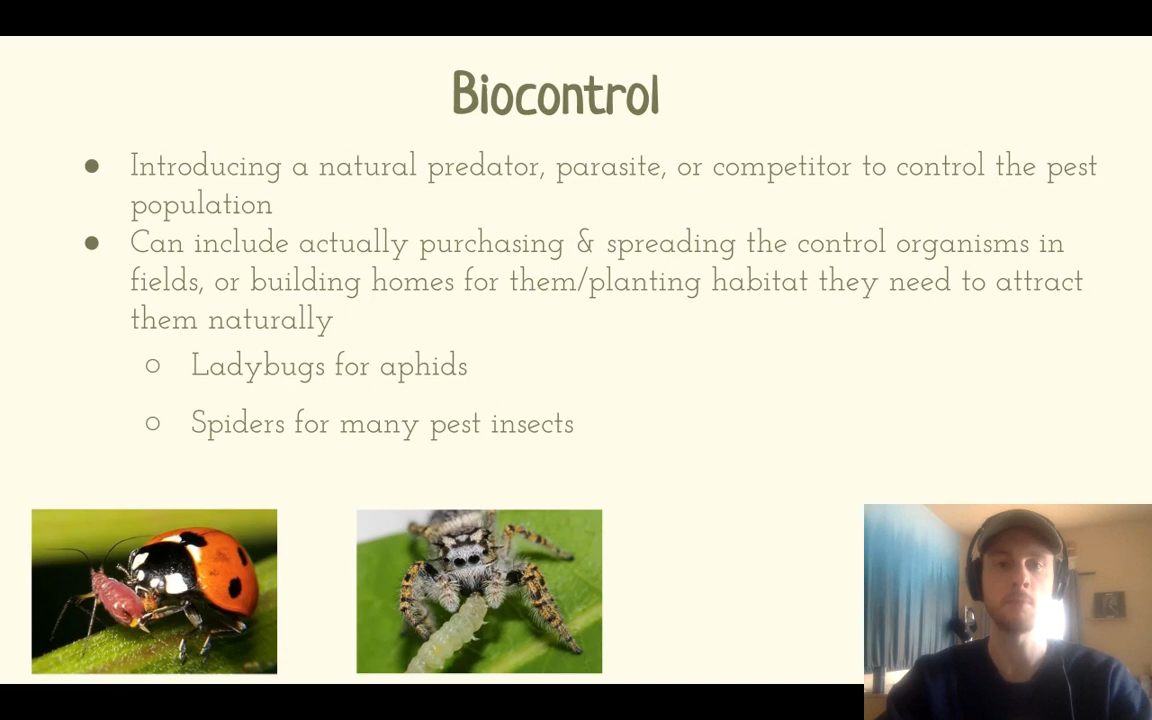 Biocontrol
● Introducing a natural predator, parasite, or competitor to control the pest
population
● Can include actually purchasing & spreading the control organisms in
fields, or building homes for them/planting habitat they need to attract
them naturally
○ Ladybugs for aphids
○ Spiders for many pest insects